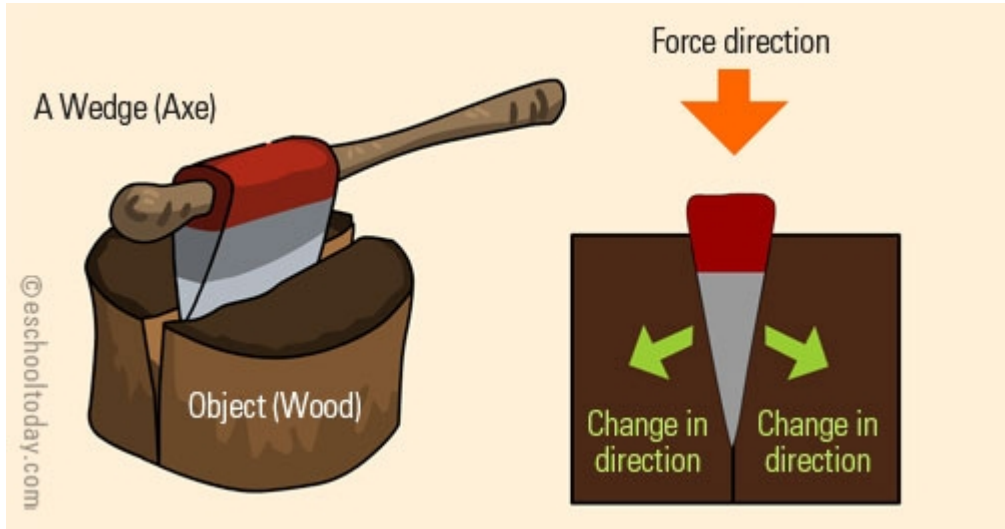 Force direction
A Wedge (Axe)
Object (Wood)
Change in
direction
Change in
direction
©eschooltoday.com